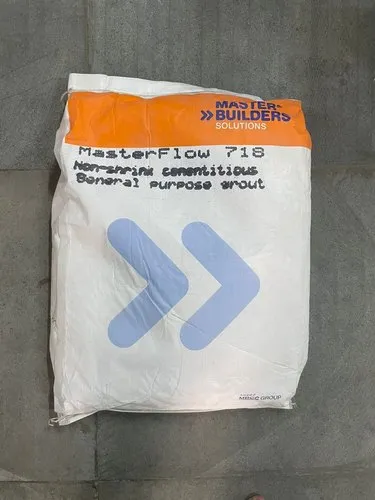 MASTER-
BUILDERS
SOLUTIONS
MasterFlow 718
Non-shrink cementitious
General purpose grout
MBCC GROUP